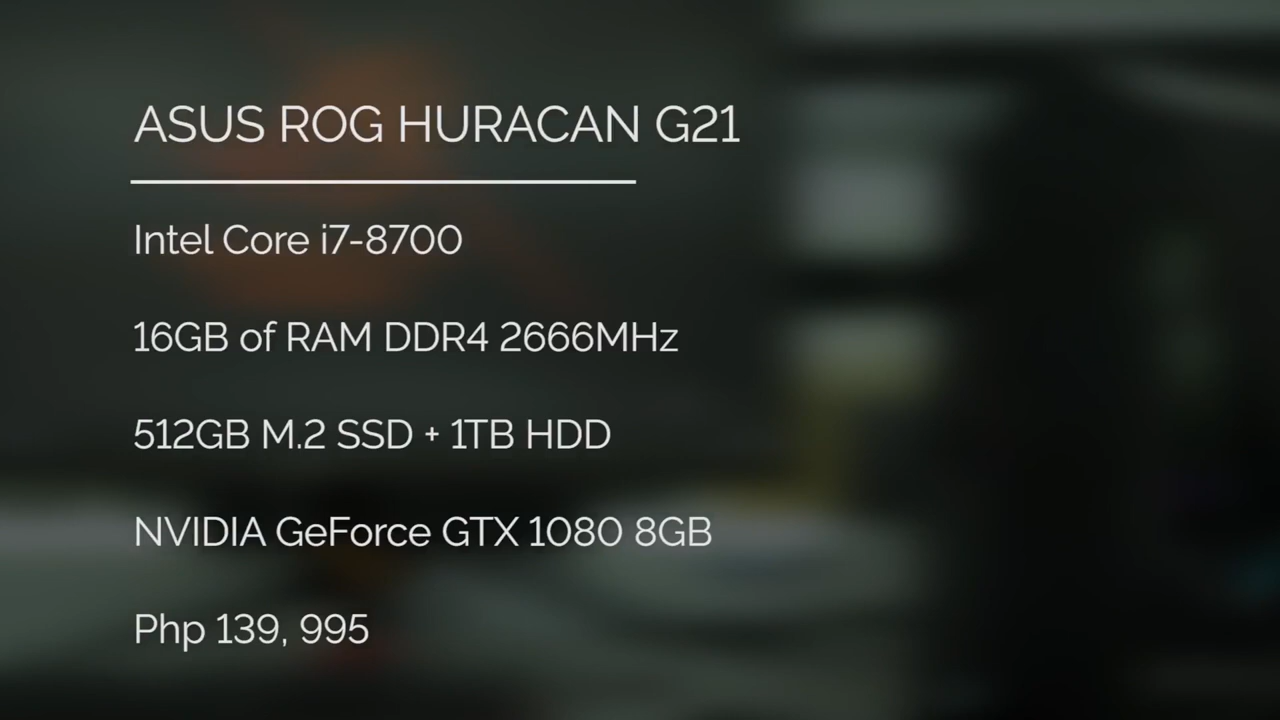 ASUS ROG HURACAN G21
Intel Core i7-8700
16GB of RAM DDR4 2666MHz
512GB M.2 SSD + 1TB HDD
NVIDIA GeForce GTX 1080 8GB
Php 139, 995